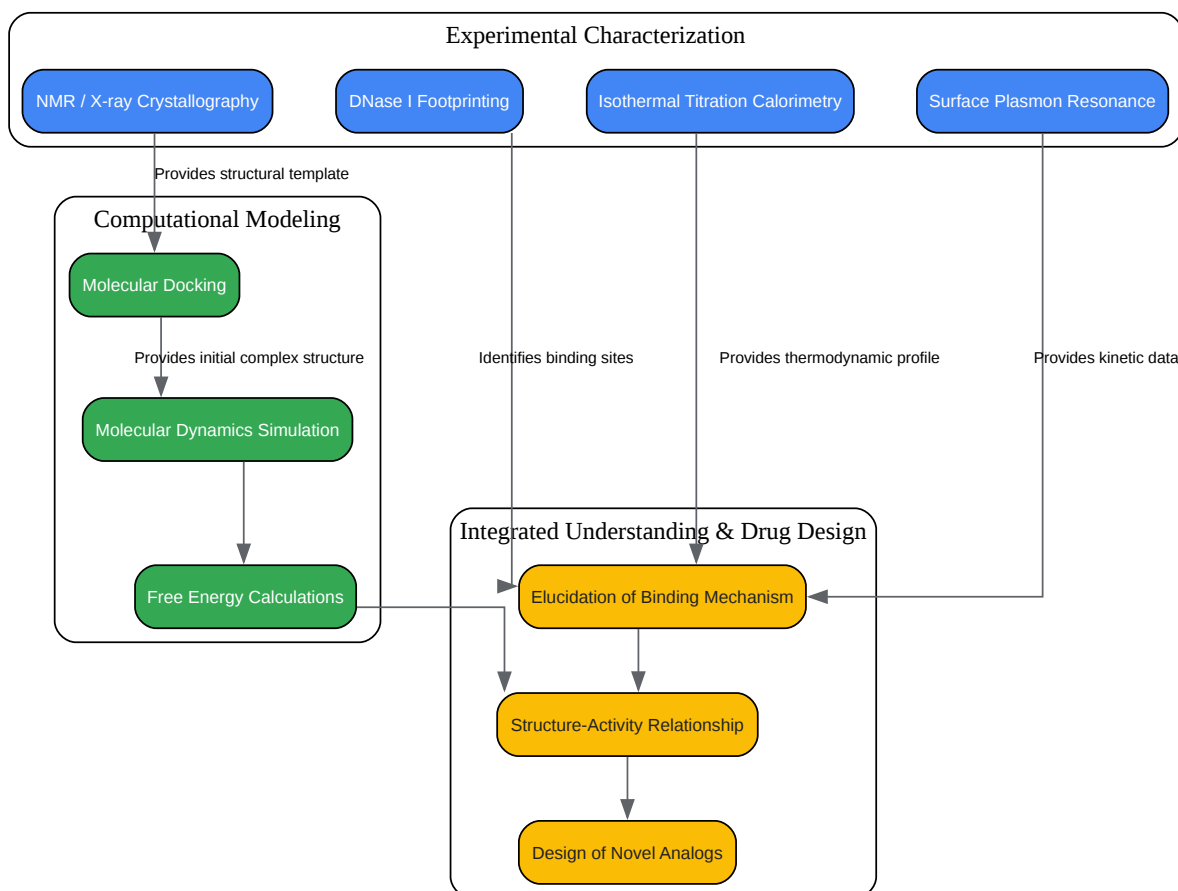 Experimental Characterization
NMR / X-ray Crystallography
DNase I Footprinting
Isothermal Titration Calorimetry
Surface Plasmon Resonance
Provides structural template
Computational Modeling
Molecular Docking
Provides initial complex structure
Identifies binding sites
Provides thermodynamic profile
Provides kinetic data
Molecular Dynamics Simulation
Integrated Understanding & Drug Design
Free Energy Calculations
Elucidation of Binding Mechanism
Structure-Activity Relationship
Design of Novel Analogs